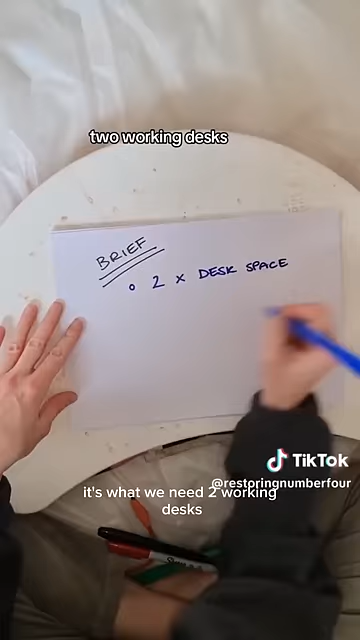 two working desks
BRIEF
o 2 x DESK SPACE
TikTok
@restoringnumberfour
it's what we need 2 working
desks